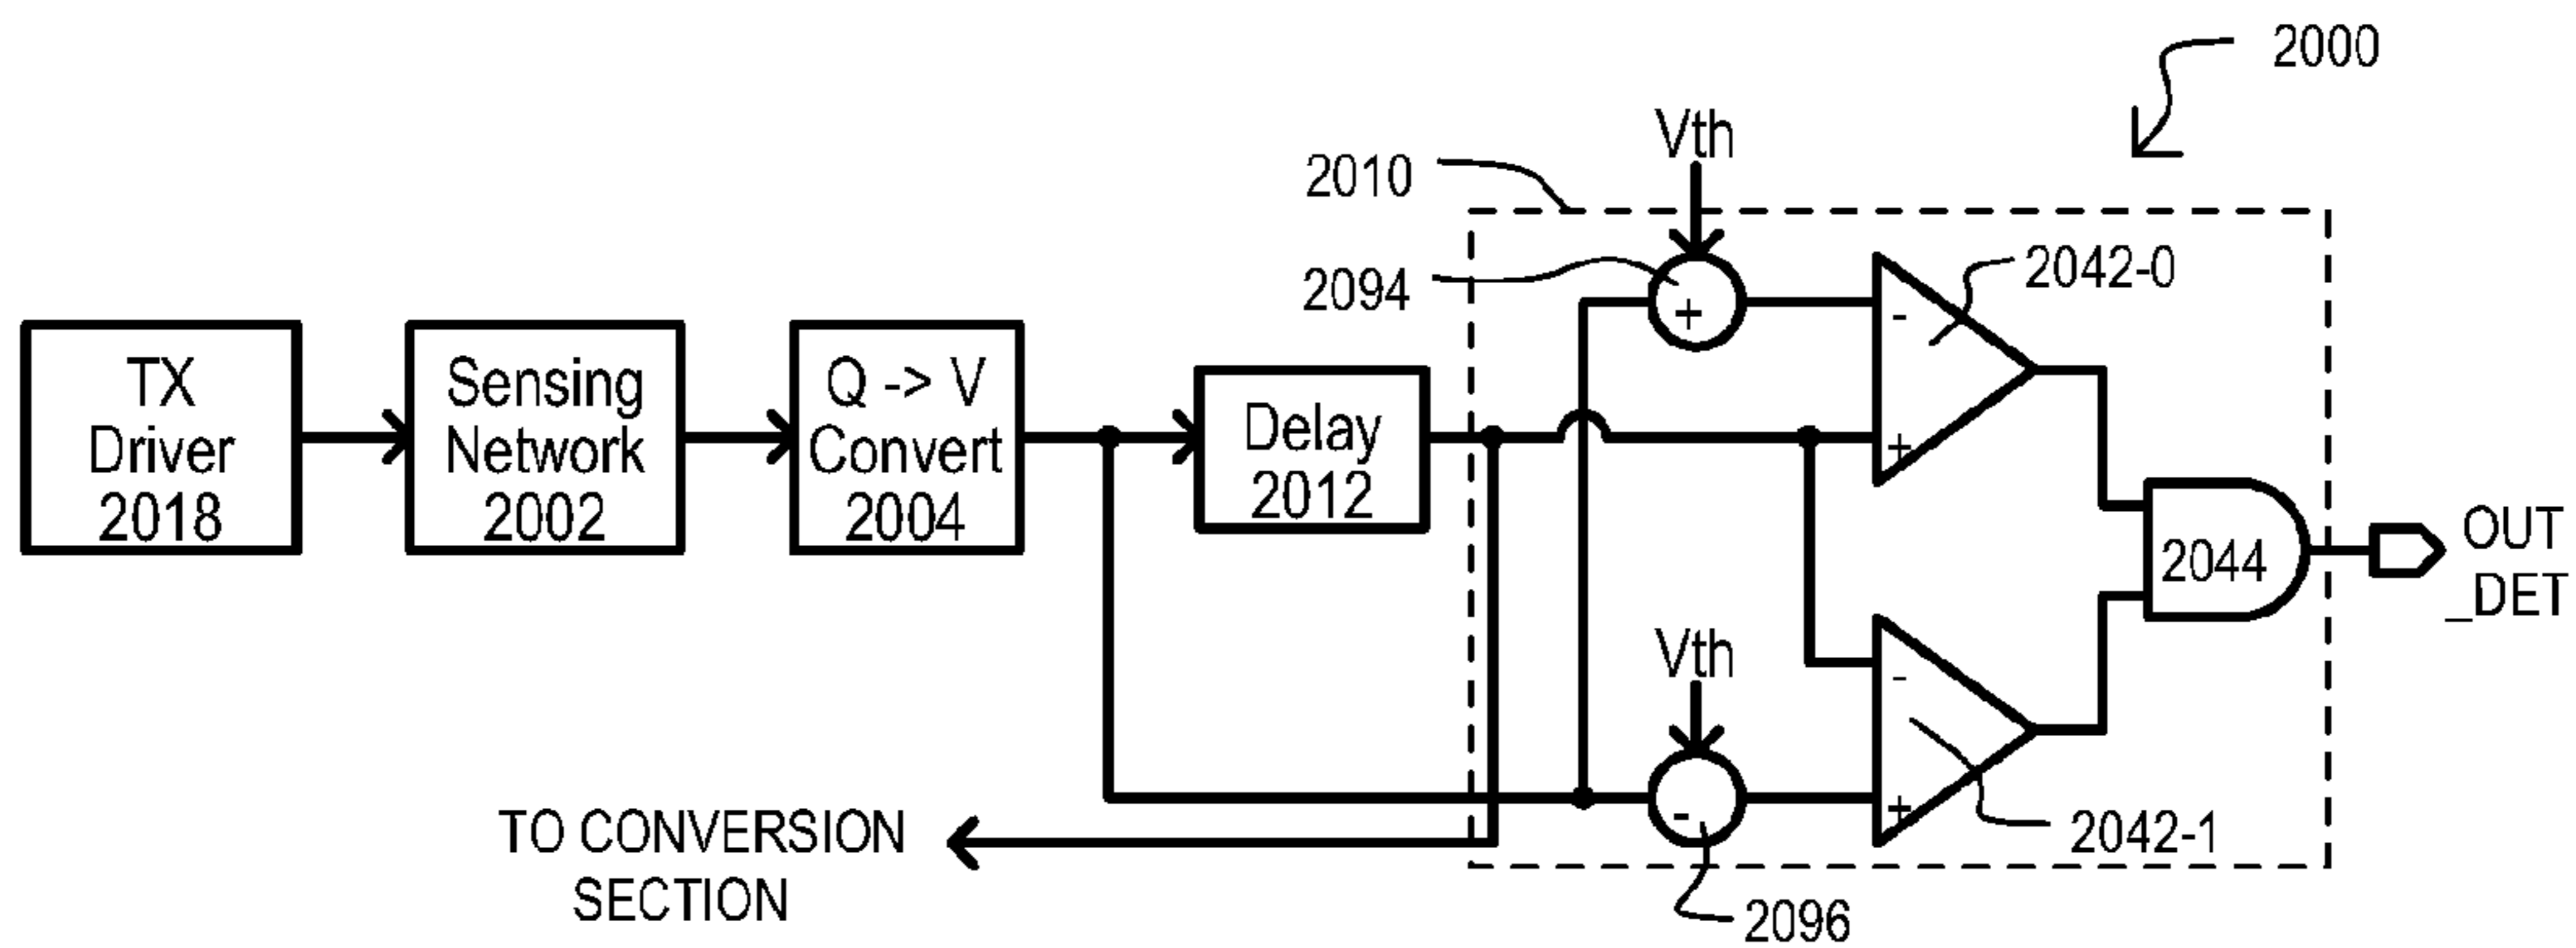 2000
Vth
2010
2094
+
-
2042-0
+
TX
Driver
2018
Sensing
Network
2002
Q -> V
Convert
2004
Delay
2012
2044
OUT
_DET
Vth
-
-
+
2042-1
2096
TO CONVERSION
SECTION